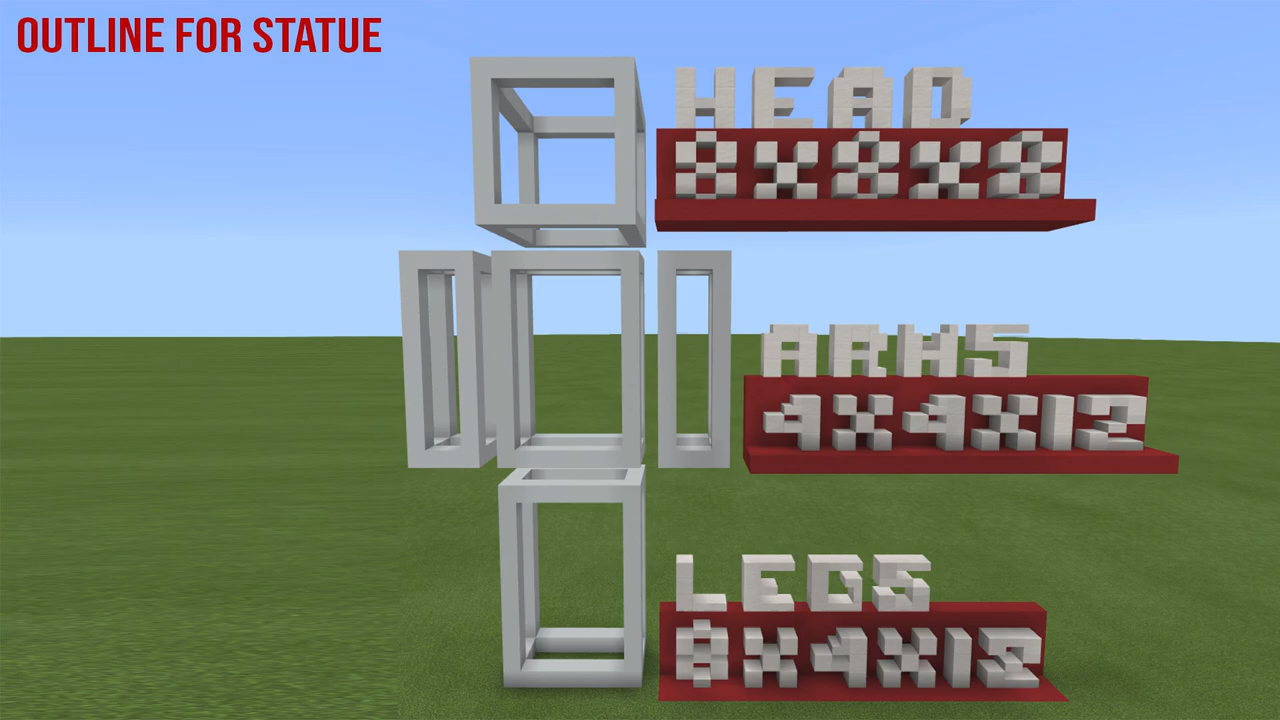 OUTLINE FOR STATUE
HEAD
8x8x8
ARMS
4X4X12
LEGS
8X4X12